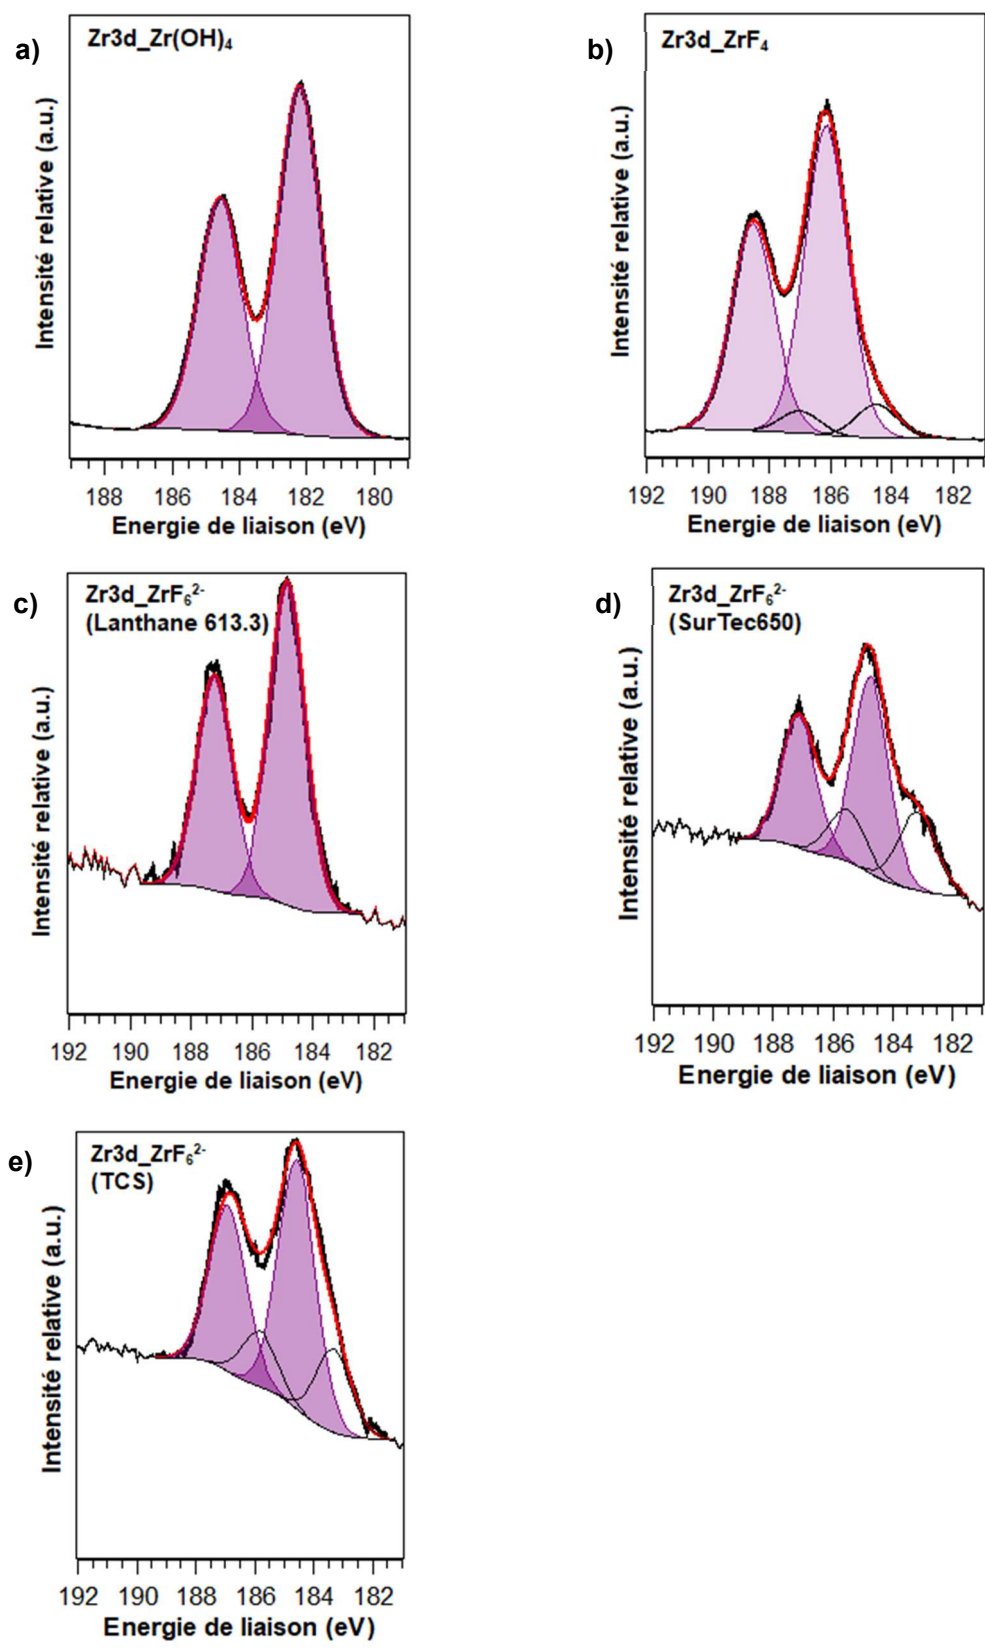 a)
Zr3d_Zr(OH)₄
Intensité relative (a.u.)
188 186 184 182 180
Energie de liaison (eV)
b)
Zr3d_ZrF₄
Intensité relative (a.u.)
192 190 188 186 184 182
Energie de liaison (eV)
c)
Zr3d_ZrF₆²⁻
(Lanthane 613.3)
Intensité relative (a.u.)
192 190 188 186 184 182
Energie de liaison (eV)
d)
Zr3d_ZrF₆²⁻
(SurTec650)
Intensité relative (a.u.)
192 190 188 186 184 182
Energie de liaison (eV)
e)
Zr3d_ZrF₆²⁻
(TCS)
Intensité relative (a.u.)
192 190 188 186 184 182
Energie de liaison (eV)